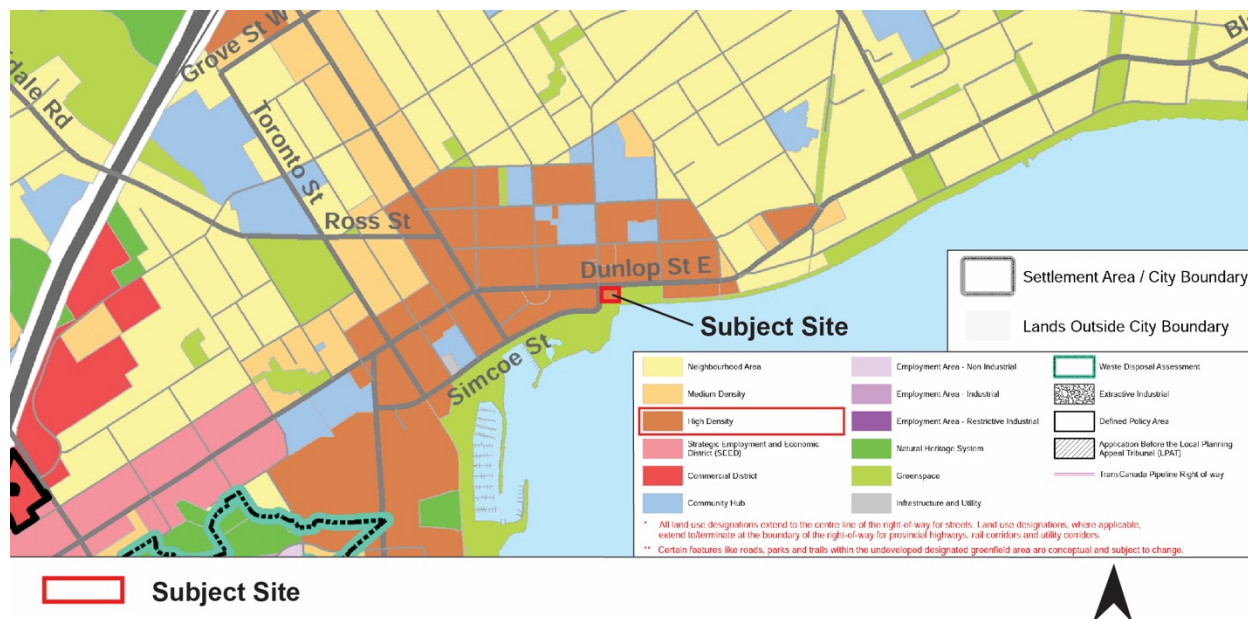 Grove St W
dale Rd
Toronto St
Ross St
Dunlop St E
Simcoe St
Bl
Subject Site
Settlement Area / City Boundary
Lands Outside City Boundary
Neighbourhood Area
Medium Density
High Density
Strategic Employment and Economic
District (SEED)
Commercial District
Community Hub
Employment Area - Non Industrial
Employment Area - Industrial
Employment Area - Restrictive Industrial
Natural Heritage System
Greenspace
Infrastructure and Utility
Waste Disposal Assessment
Extractive Industrial
Defined Policy Area
Application Before the Local Planning
Appeal Tribunal (LPAT)
TransCanada Pipeline Right-of-way
* All land use designations extend to the centre line of the right-of-way for streets. Land use designations, where applicable,
extend to/terminate at the boundary of the right-of-way for provincial highways, rail corridors and utility corridors.
** Certain features like roads, parks and trails within the undeveloped designated greenfield area are conceptual and subject to change.
Subject Site